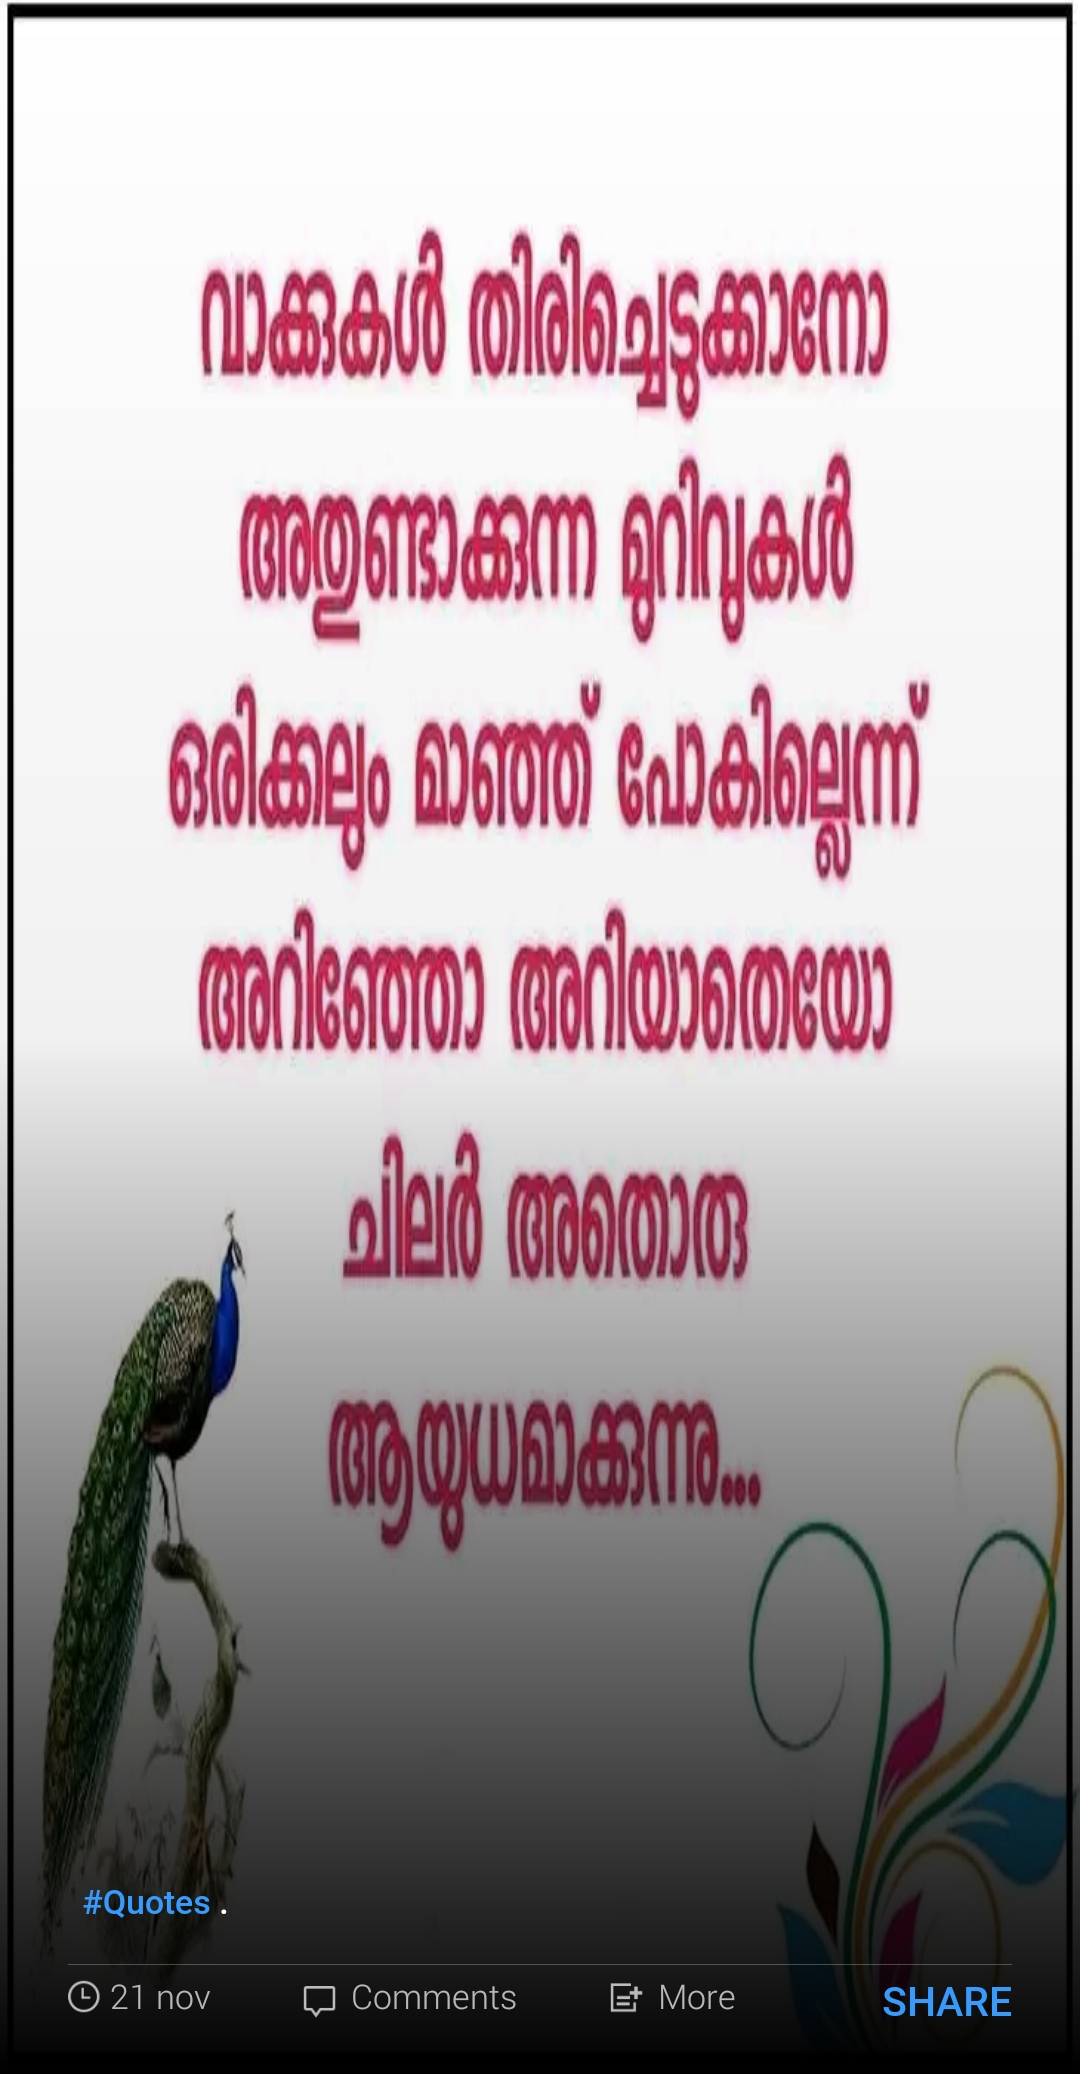 വാക്കുകൾ തിരിച്ചെടുക്കാനോ
അതുണ്ടാക്കുന്ന മുറിവുകൾ
ഒരിക്കലും മാഞ്ഞ് പോകില്ലെന്ന്
അറിഞ്ഞോ അറിയാതെയോ
ചിലർ അതൊരു
ആയുധമാക്കുന്നു...
#Quotes .
21 nov Comments More SHARE